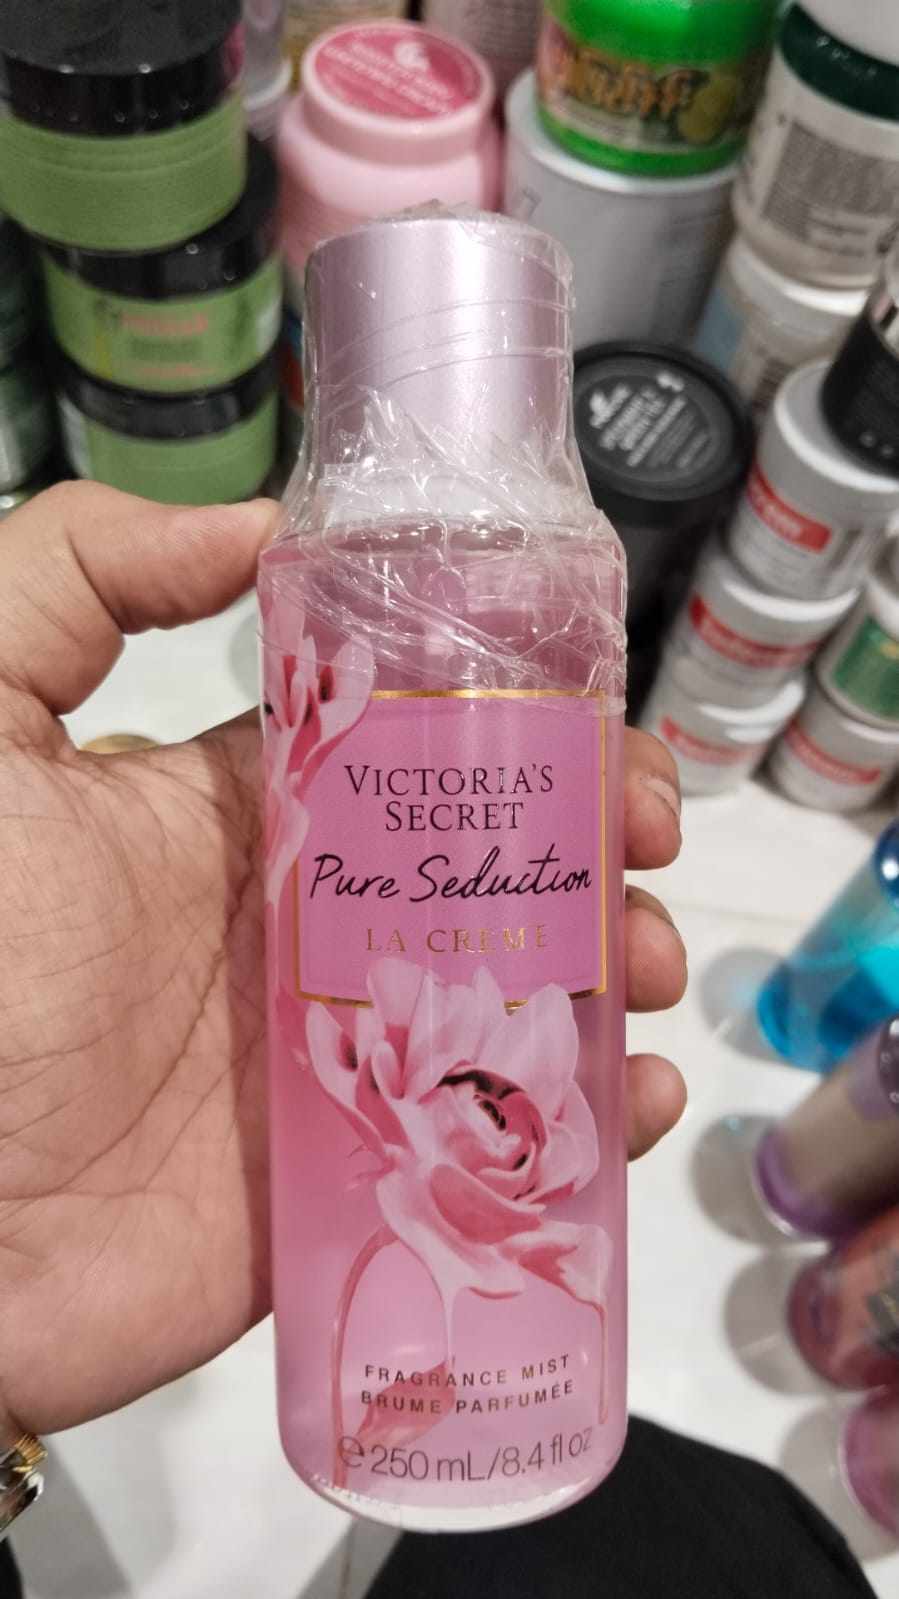 VICTORIA'S
SECRET
Pure Seduction
LA CREME
FRAGRANCE MIST
BRUME PARFUMÉE
℮ 250 mL/8.4 fl oz